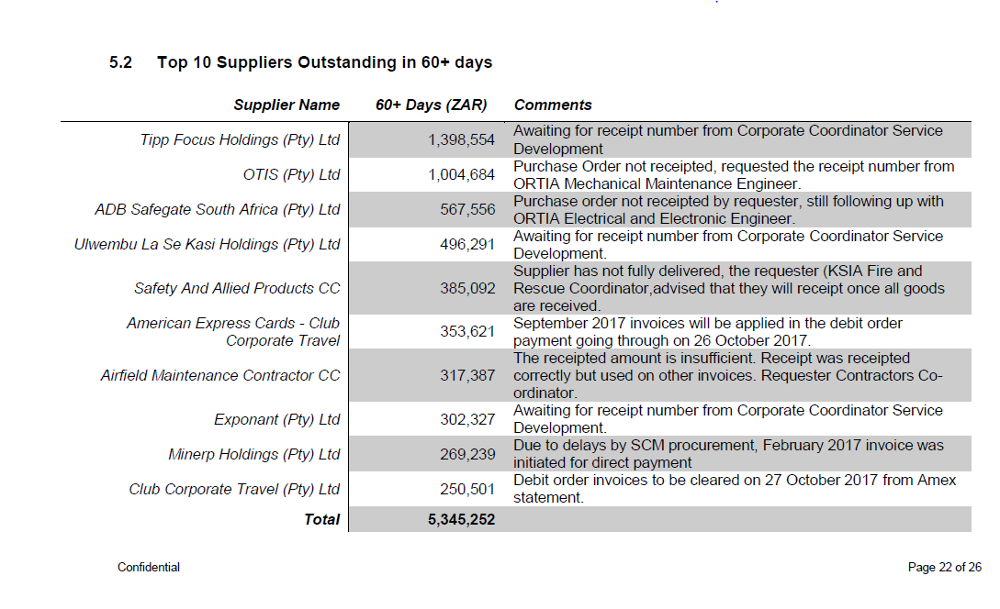 5.2 Top 10 Suppliers Outstanding in 60+ days
Supplier Name 60+ Days (ZAR) Comments
Tipp Focus Holdings (Pty) Ltd 1,398,554 Awaiting for receipt number from Corporate Coordinator Service
Development
OTIS (Pty) Ltd 1,004,684 Purchase Order not receipted, requested the receipt number from
ORTIA Mechanical Maintenance Engineer.
ADB Safegate South Africa (Pty) Ltd 567,556 Purchase order not receipted by requester, still following up with
ORTIA Electrical and Electronic Engineer.
Ulwembu La Se Kasi Holdings (Pty) Ltd 496,291 Awaiting for receipt number from Corporate Coordinator Service
Development.
Safety And Allied Products CC 385,092 Supplier has not fully delivered, the requester (KSIA Fire and
Rescue Coordinator,advised that they will receipt once all goods
are received.
American Express Cards - Club
Corporate Travel 353,621 September 2017 invoices will be applied in the debit order
payment going through on 26 October 2017.
Airfield Maintenance Contractor CC 317,387 The receipted amount is insufficient. Receipt was receipted
correctly but used on other invoices. Requester Contractors Co-
ordinator.
Exponant (Pty) Ltd 302,327 Awaiting for receipt number from Corporate Coordinator Service
Development.
Minerp Holdings (Pty) Ltd 269,239 Due to delays by SCM procurement, February 2017 invoice was
initiated for direct payment
Club Corporate Travel (Pty) Ltd 250,501 Debit order invoices to be cleared on 27 October 2017 from Amex
statement.
Total 5,345,252
Confidential Page 22 of 26